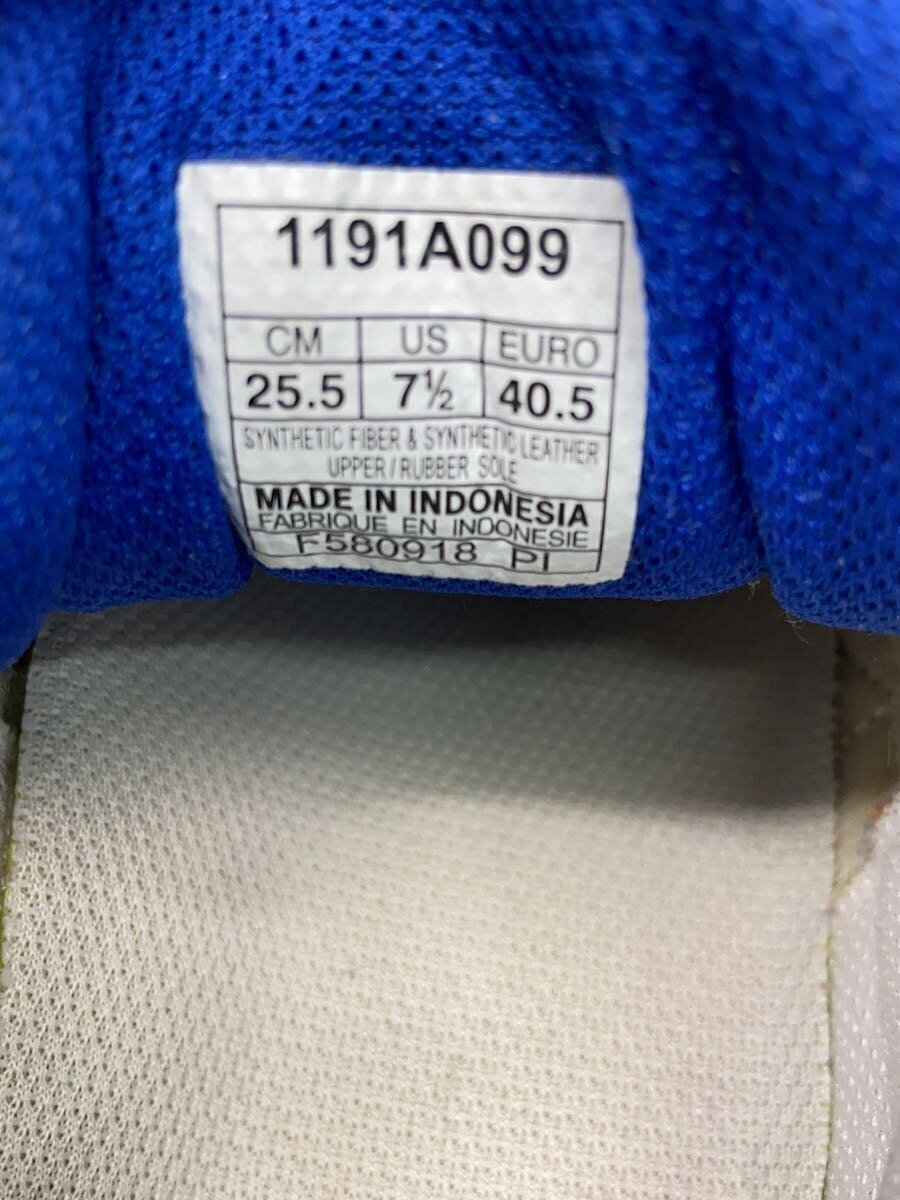 1191A099
CM US EURO
25.5 7½ 40.5
SYNTHETIC FIBER & SYNTHETIC LEATHER
UPPER/RUBBER SOLE
MADE IN INDONESIA
FABRIQUE EN INDONESIE
F580918 PI